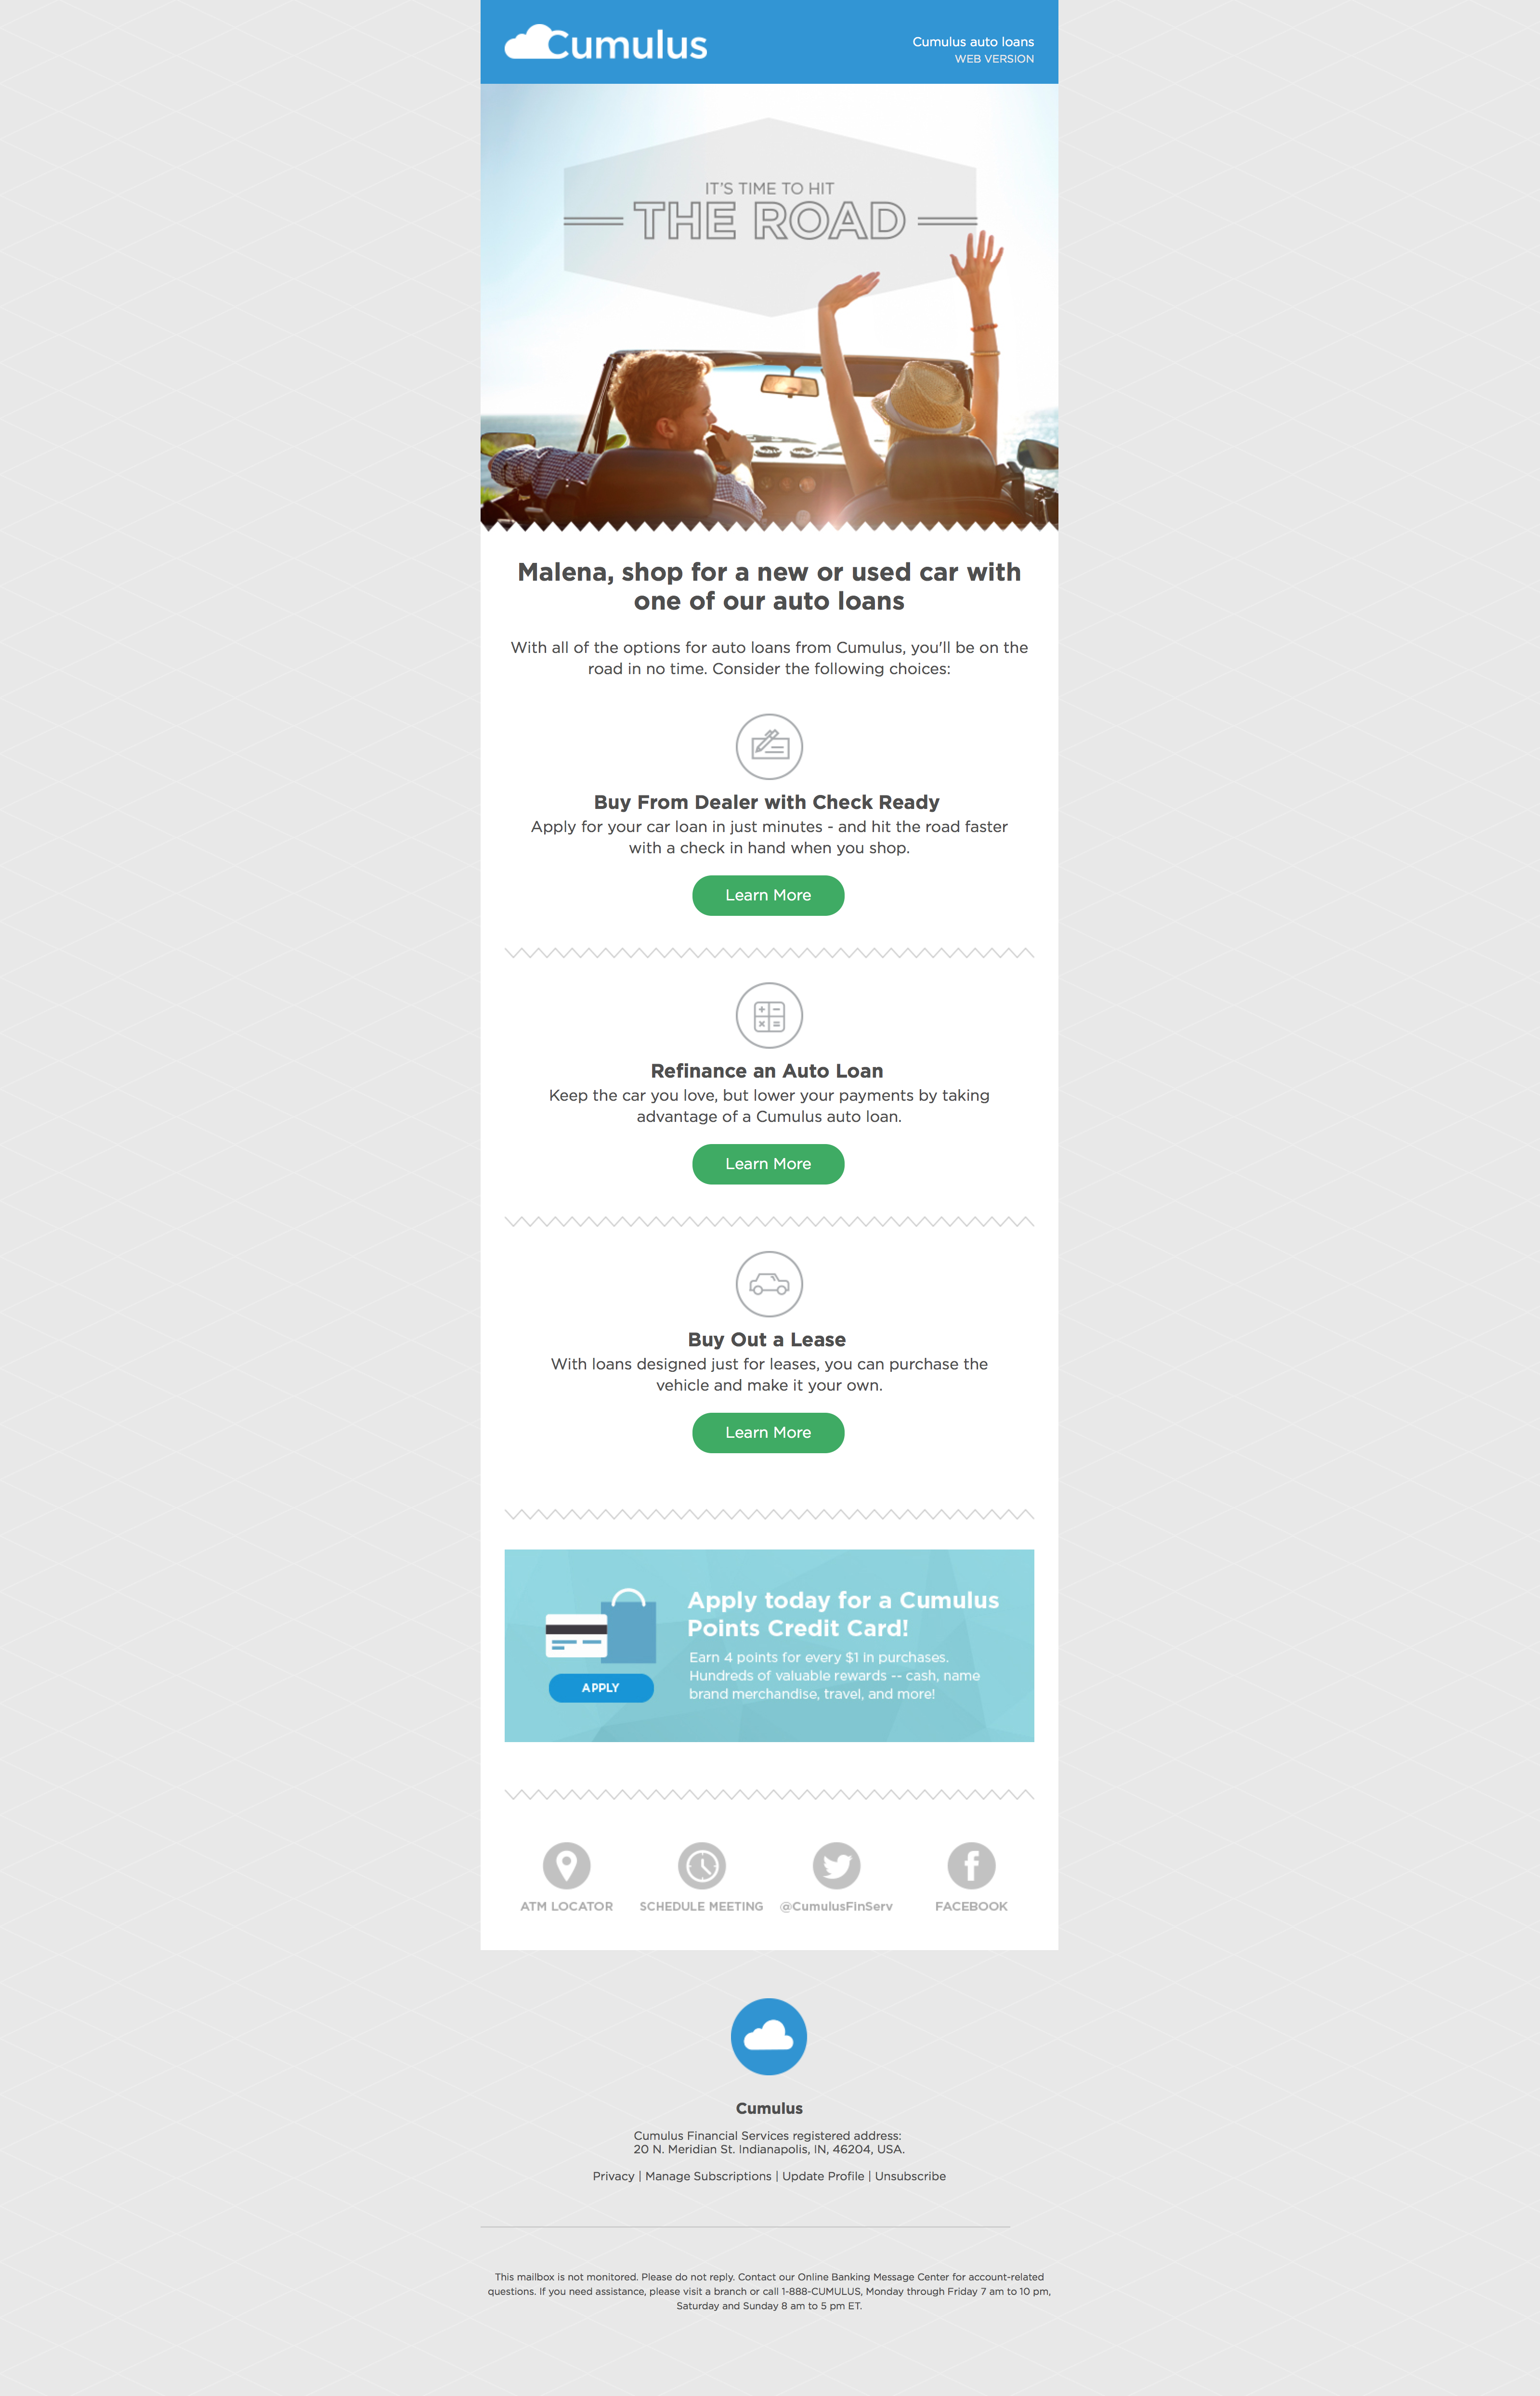 Cumulus
Cumulus auto loans
WEB VERSION
IT'S TIME TO HIT
THE ROAD
Malena, shop for a new or used car with
one of our auto loans
With all of the options for auto loans from Cumulus, you'll be on the
road in no time. Consider the following choices:
Buy From Dealer with Check Ready
Apply for your car loan in just minutes - and hit the road faster
with a check in hand when you shop.
Learn More
Refinance an Auto Loan
Keep the car you love, but lower your payments by taking
advantage of a Cumulus auto loan.
Learn More
Buy Out a Lease
With loans designed just for leases, you can purchase the
vehicle and make it your own.
Learn More
Apply today for a Cumulus
Points Credit Card!
Earn 4 points for every $1 in purchases.
Hundreds of valuable rewards -- cash, name
brand merchandise, travel, and more!
APPLY
ATM LOCATOR
SCHEDULE MEETING
@CumulusFinServ
FACEBOOK
Cumulus
Cumulus Financial Services registered address:
20 N. Meridian St. Indianapolis, IN, 46204, USA.
Privacy | Manage Subscriptions | Update Profile | Unsubscribe
This mailbox is not monitored. Please do not reply. Contact our Online Banking Message Center for account-related
questions. If you need assistance, please visit a branch or call 1-888-CUMULUS, Monday through Friday 7 am to 10 pm,
Saturday and Sunday 8 am to 5 pm ET.